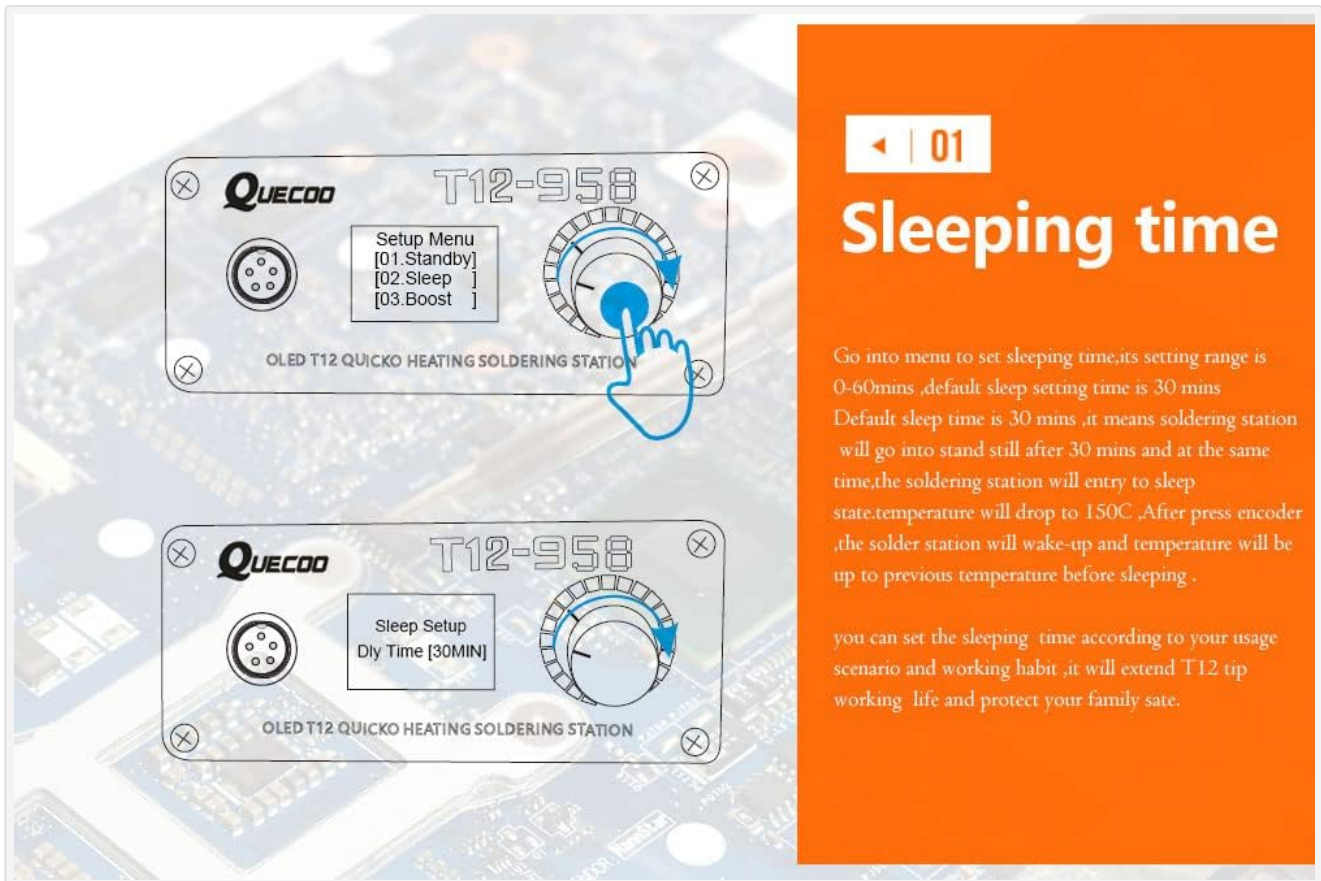 QUECOO
T12-958
Setup Menu
[01.Standby]
[02.Sleep ]
[03.Boost ]
OLED T12 QUICKO HEATING SOLDERING STATION
QUECOO
T12-958
Sleep Setup
Dly Time [30MIN]
OLED T12 QUICKO HEATING SOLDERING STATION
01
Sleeping time
Go into menu to set sleeping time,its setting range is
0-60mins ,default sleep setting time is 30 mins
Default sleep time is 30 mins ,it means soldering station
will go into stand still after 30 mins and at the same
time,the soldering station will entry to sleep
state.temperature will drop to 150C ,After press encoder
,the solder station will wake-up and temperature will be
up to previous temperature before sleeping .
you can set the sleeping time according to your usage
scenario and working habit ,it will extend T12 tip
working life and protect your family sate.